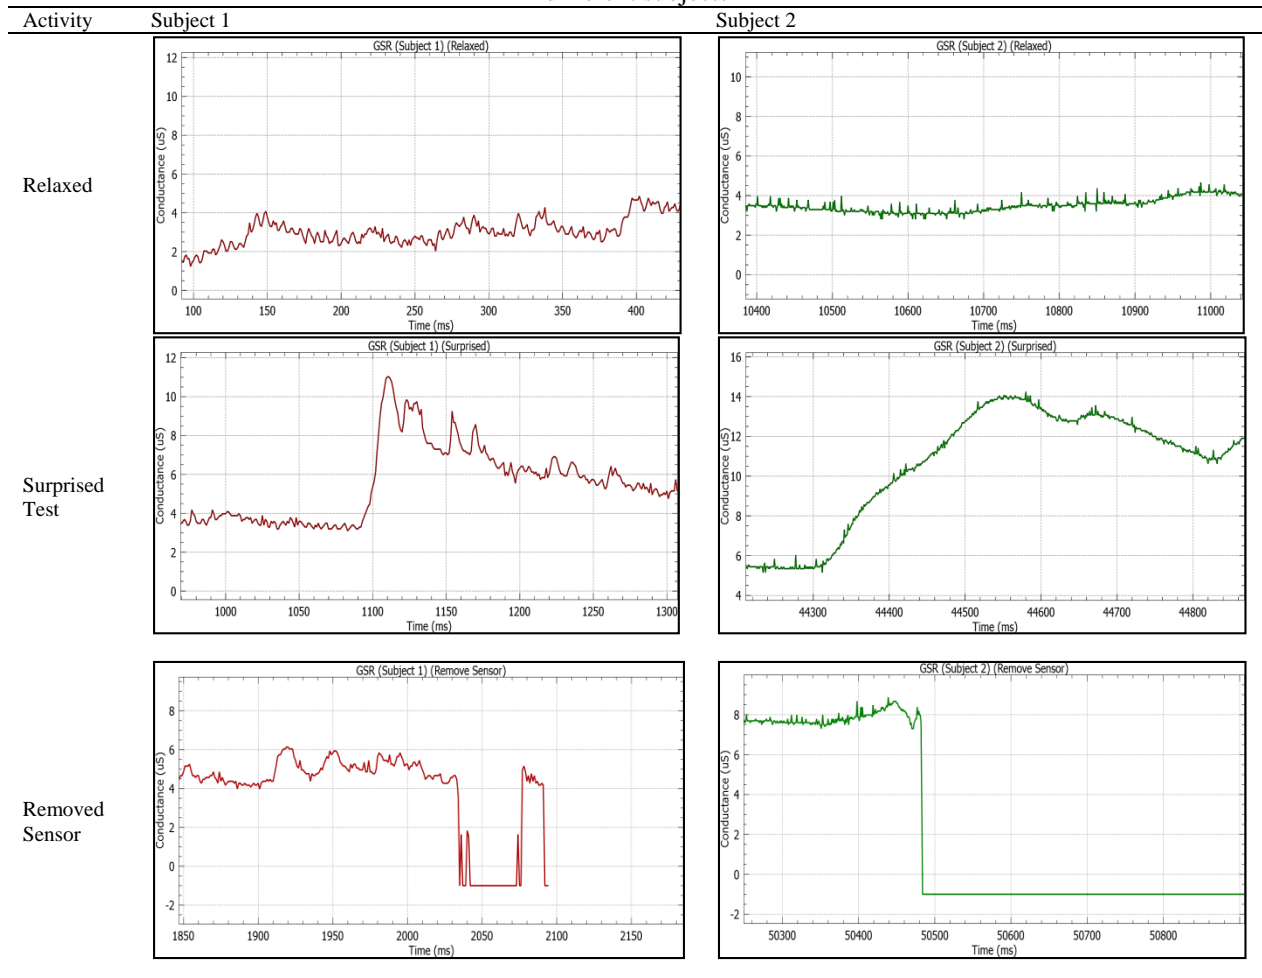 Activity Subject 1 Subject 2
Relaxed
GSR (Subject 1) (Relaxed)
Conductance (uS)
12
10
8
6
4
2
0
100 150 200 250 300 350 400
Time (ms)
GSR (Subject 2) (Relaxed)
Conductance (uS)
10
8
6
4
2
0
10400 10500 10600 10700 10800 10900 11000
Time (ms)
Surprised
Test
GSR (Subject 1) (Surprised)
Conductance (uS)
12
10
8
6
4
2
0
1000 1050 1100 1150 1200 1250 1300
Time (ms)
GSR (Subject 2) (Surprised)
Conductance (uS)
16
14
12
10
8
6
4
44300 44400 44500 44600 44700 44800
Time (ms)
Removed
Sensor
GSR (Subject 1) (Remove Sensor)
Conductance (uS)
8
6
4
2
0
-2
1850 1900 1950 2000 2050 2100 2150
Time (ms)
GSR (Subject 2) (Remove Sensor)
Conductance (uS)
8
6
4
2
0
-2
50300 50400 50500 50600 50700 50800
Time (ms)